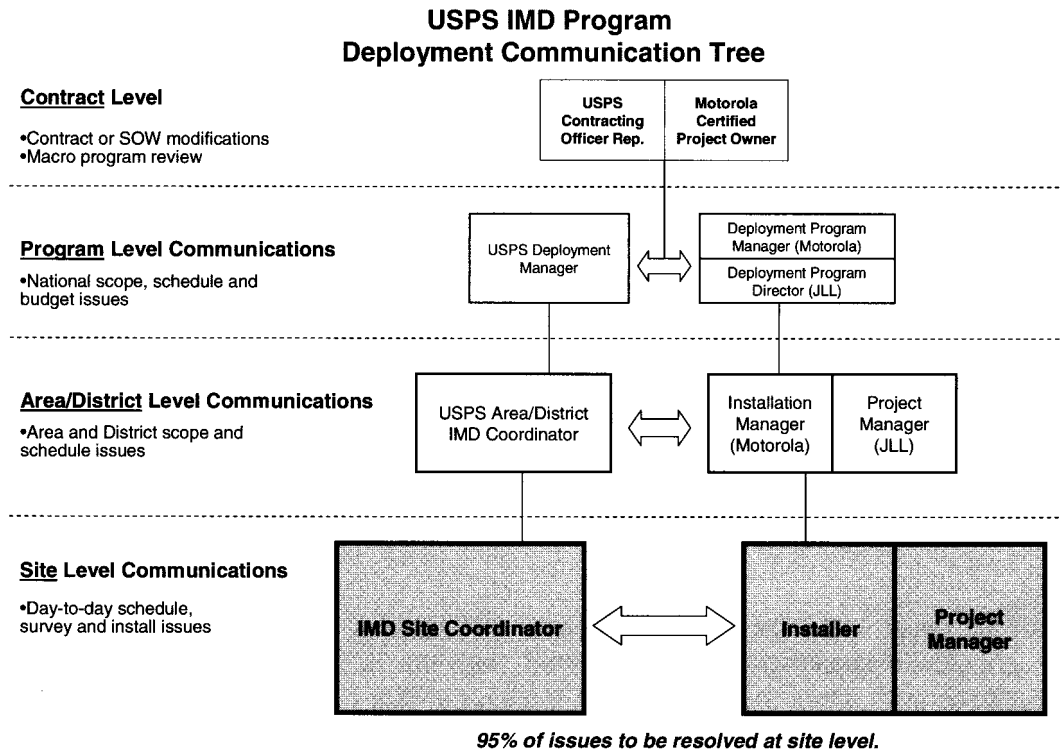 USPS IMD Program
Deployment Communication Tree
Contract Level
•Contract or SOW modifications
•Macro program review
USPS
Contracting
Officer Rep.
Motorola
Certified
Project Owner
Program Level Communications
•National scope, schedule and
budget issues
USPS Deployment
Manager
Deployment Program
Manager (Motorola)
Deployment Program
Director (JLL)
Area/District Level Communications
•Area and District scope and
schedule issues
USPS Area/District
IMD Coordinator
Installation
Manager
(Motorola)
Project
Manager
(JLL)
Site Level Communications
•Day-to-day schedule,
survey and install issues
IMD Site Coordinator
Installer
Project
Manager
95% of issues to be resolved at site level.